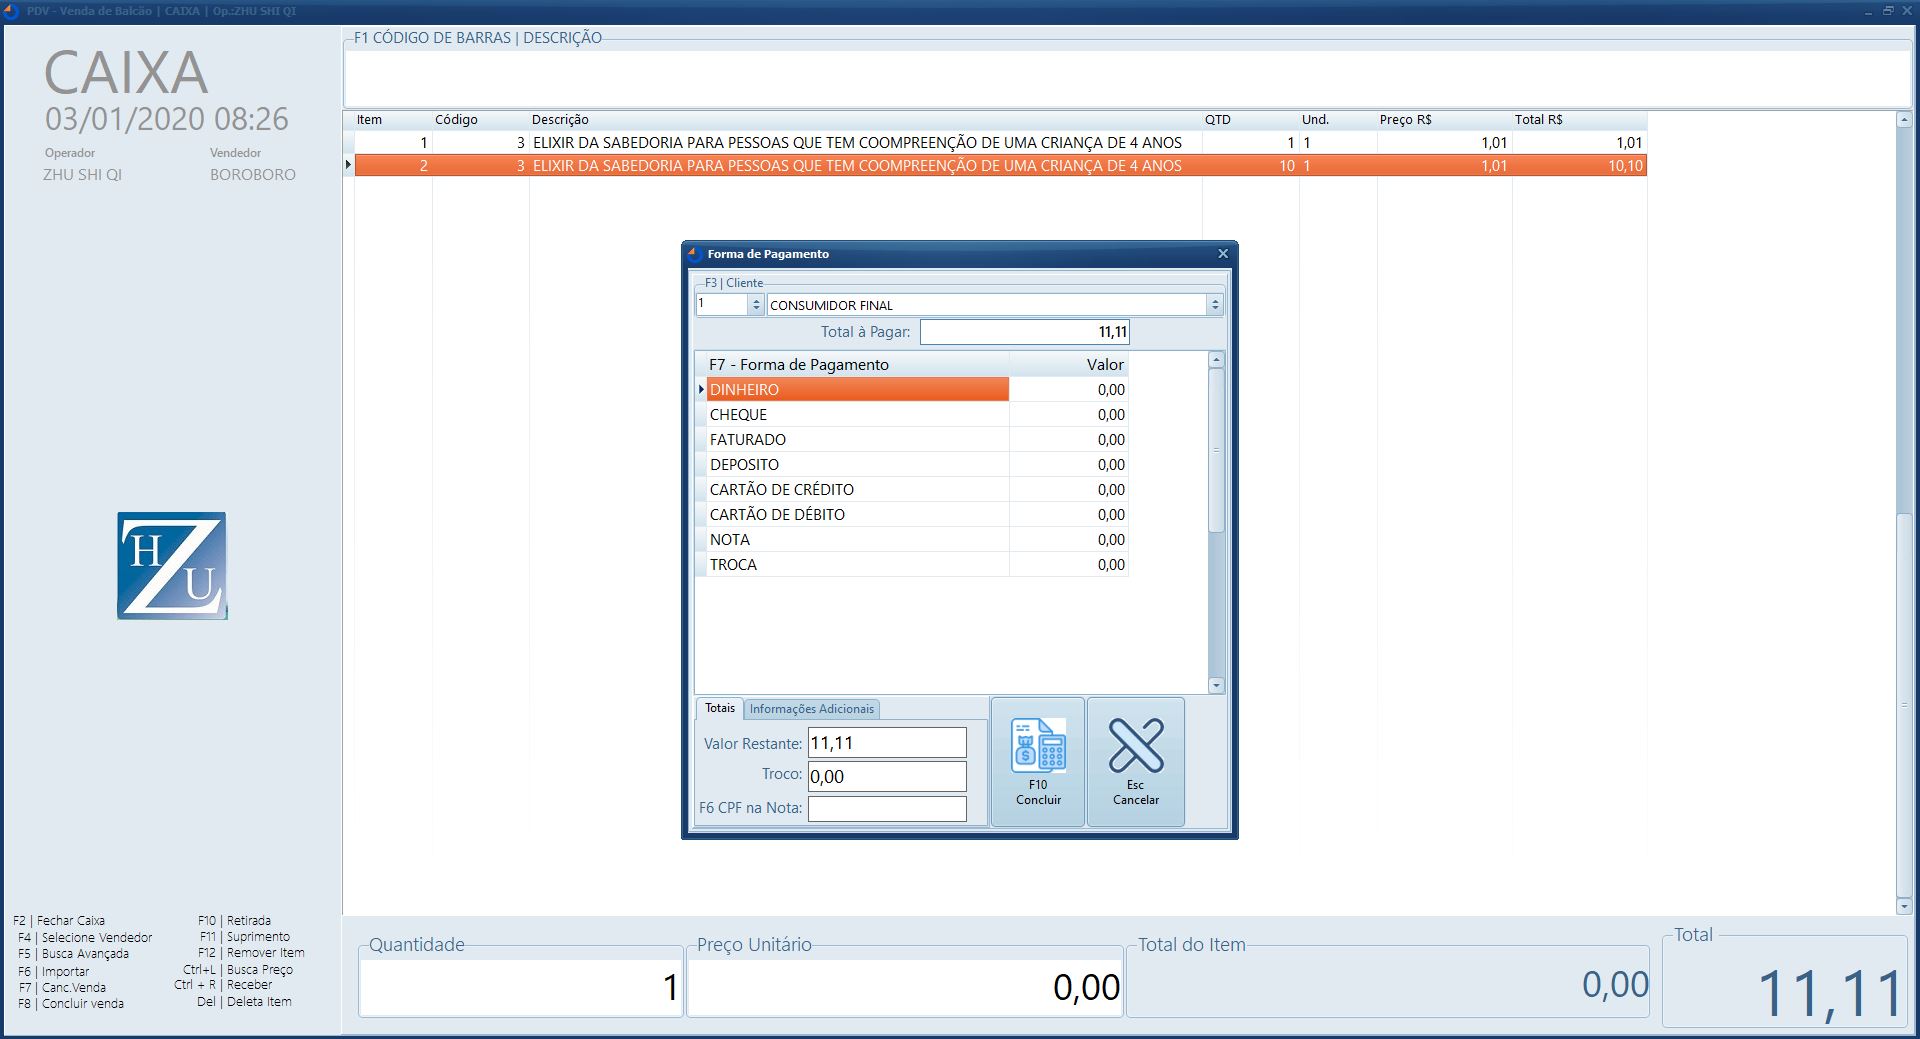 PDV - Venda de Balcão | CAIXA | Op.:ZHU SHI QI
CAIXA
03/01/2020 08:26
Operador Vendedor
ZHU SHI QI BOROBORO
F1 CÓDIGO DE BARRAS | DESCRIÇÃO
Item Código Descrição QTD Und. Preço R$ Total R$
1 3 ELIXIR DA SABEDORIA PARA PESSOAS QUE TEM COOMPREENÇÃO DE UMA CRIANÇA DE 4 ANOS 1 1 1,01 1,01
2 3 ELIXIR DA SABEDORIA PARA PESSOAS QUE TEM COOMPREENÇÃO DE UMA CRIANÇA DE 4 ANOS 10 1 1,01 10,10
Forma de Pagamento
F3 | Cliente
1 CONSUMIDOR FINAL
Total à Pagar: 11,11
F7 - Forma de Pagamento Valor
DINHEIRO 0,00
CHEQUE 0,00
FATURADO 0,00
DEPOSITO 0,00
CARTÃO DE CRÉDITO 0,00
CARTÃO DE DÉBITO 0,00
NOTA 0,00
TROCA 0,00
Totais Informações Adicionais
Valor Restante: 11,11
Troco: 0,00
F6 CPF na Nota:
F10
Concluir
Esc
Cancelar
HZU
F2 | Fechar Caixa F10 | Retirada
F4 | Selecione Vendedor F11 | Suprimento
F5 | Busca Avançada F12 | Remover Item
F6 | Importar Ctrl+L | Busca Preço
F7 | Canc.Venda Ctrl + R | Receber
F8 | Concluir venda Del | Deleta Item
Quantidade Preço Unitário Total do Item Total
1 0,00 0,00 11,11